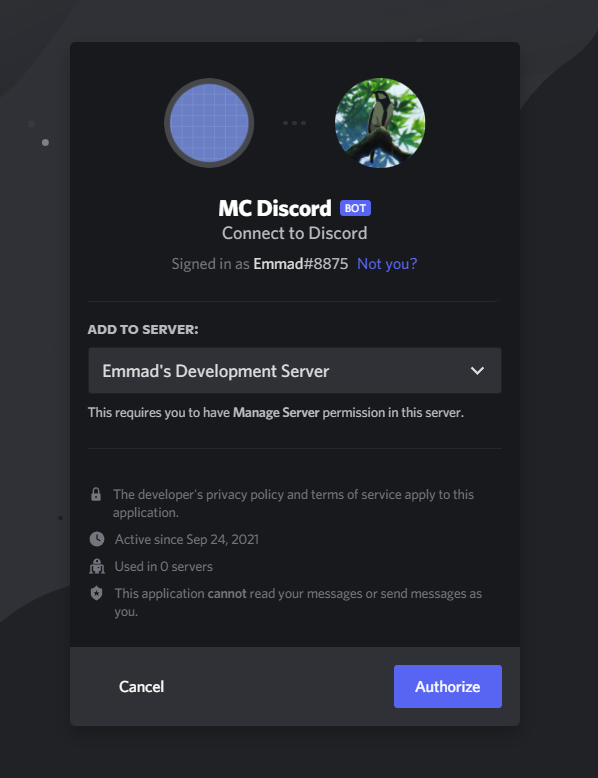 MC Discord BOT
Connect to Discord
Signed in as Emmad#8875 Not you?
ADD TO SERVER:
Emmad's Development Server
This requires you to have Manage Server permission in this server.
The developer's privacy policy and terms of service apply to this
application.
Active since Sep 24, 2021
Used in 0 servers
This application cannot read your messages or send messages as
you.
Cancel
Authorize